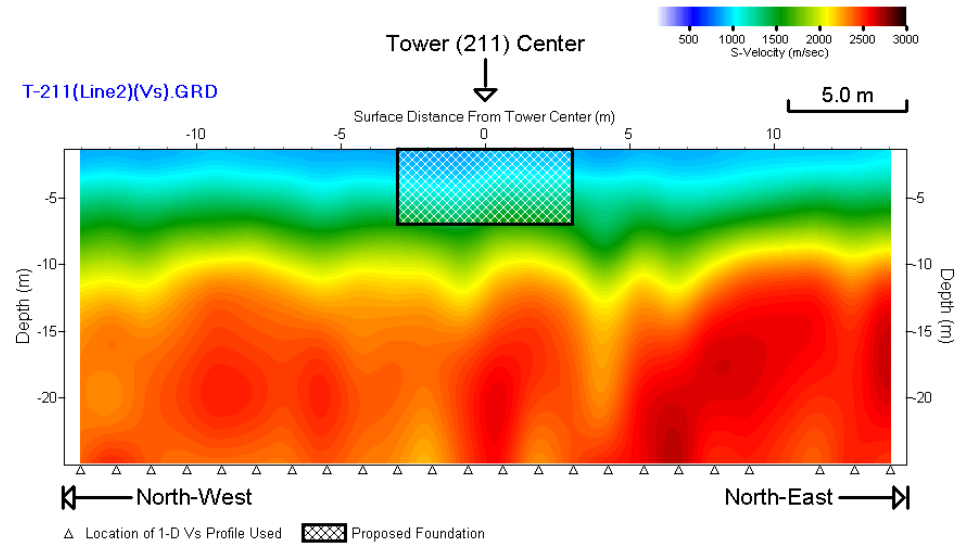 500 1000 1500 2000 2500 3000
S-Velocity (m/sec)
Tower (211) Center
T-211(Line2)(Vs).GRD
5.0 m
Surface Distance From Tower Center (m)
-10 -5 0 5 10
-5 -5
-10 -10
-15 -15
-20 -20
Depth (m)
Depth (m)
North-West
North-East
Location of 1-D Vs Profile Used
Proposed Foundation